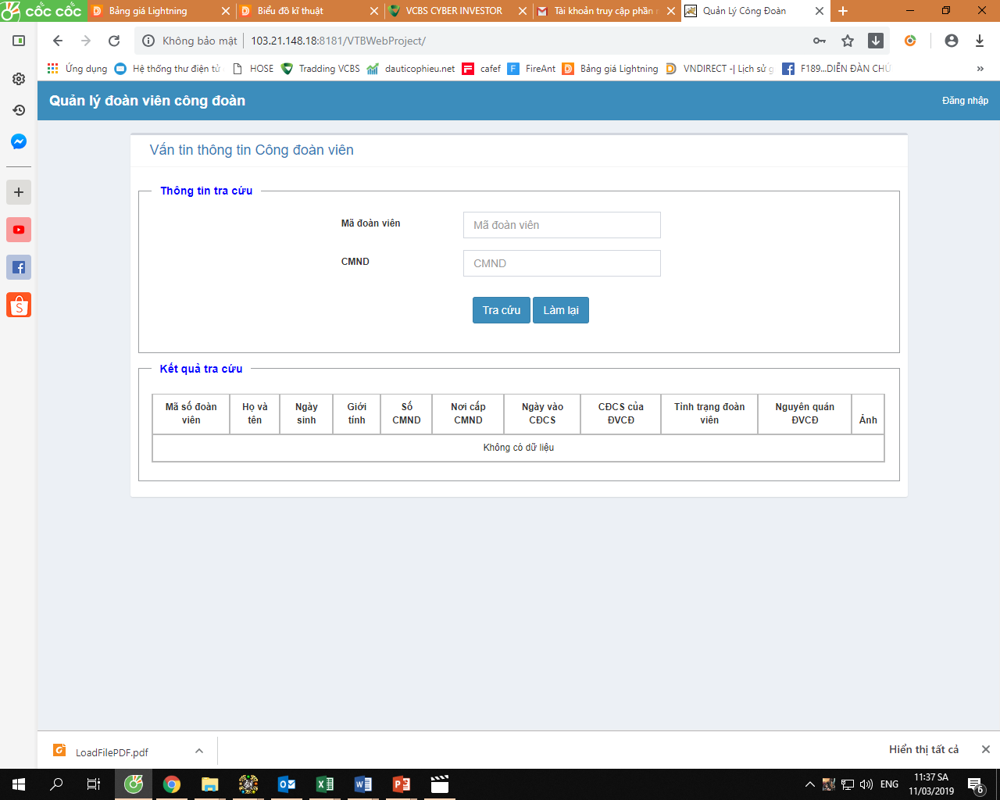 cốc cốc
Bảng giá Lightning
Biểu đồ kĩ thuật
VCBS CYBER INVESTOR
Tài khoản truy cập phần
Quản Lý Công Đoàn
Không bảo mật
103.21.148.18:8181/VTBWebProject/
Ứng dụng
Hệ thống thư điện tử
HOSE
Tradding VCBS
dauticophieu.net
cafef
FireAnt
Bảng giá Lightning
VNDIRECT -| Lịch sử g
F189...DIỄN ĐÀN CHỨ
Quản lý đoàn viên công đoàn
Đăng nhập
Vấn tin thông tin Công đoàn viên
Thông tin tra cứu
Mã đoàn viên
Mã đoàn viên
CMND
CMND
Tra cứu
Làm lại
Kết quả tra cứu
Mã số đoàn viên
Họ và tên
Ngày sinh
Giới tính
Số CMND
Nơi cấp CMND
Ngày vào CĐCS
CĐCS của ĐVCĐ
Tình trạng đoàn viên
Nguyên quán ĐVCĐ
Ảnh
Không có dữ liệu
LoadFilePDF.pdf
Hiển thị tất cả
ENG
11:37 SA
11/03/2019
6